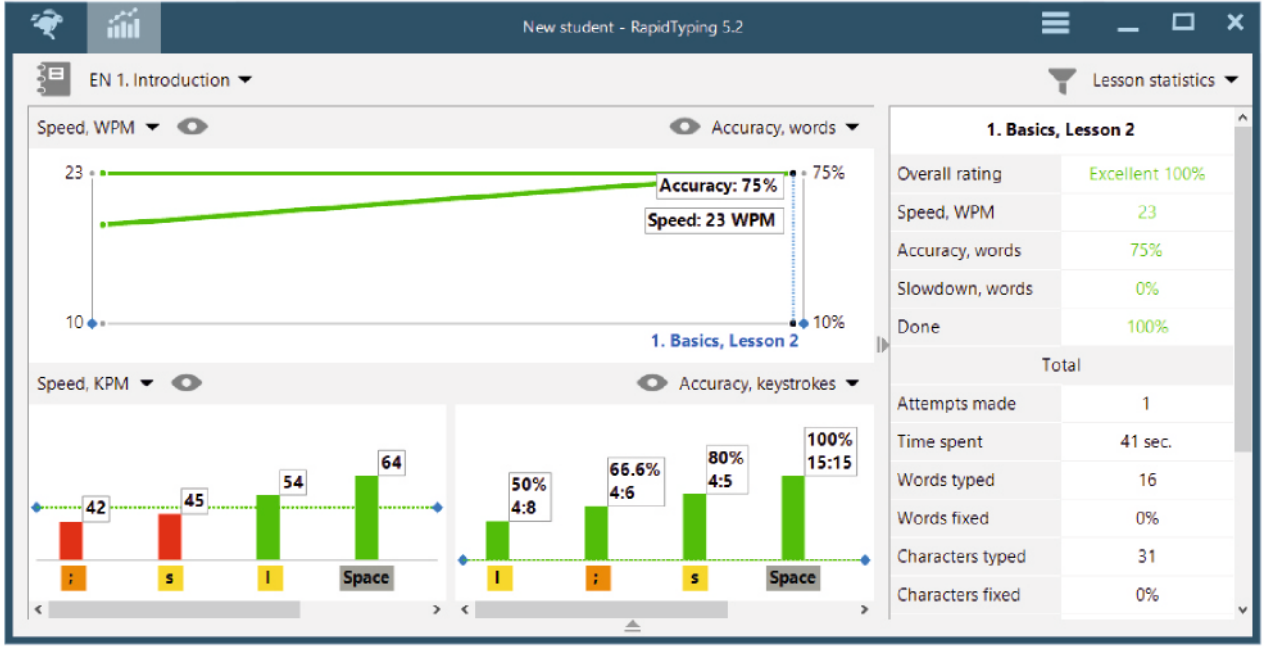 New student - RapidTyping 5.2
EN 1. Introduction
Lesson statistics
Speed, WPM
Accuracy, words
23
75%
Accuracy: 75%
Speed: 23 WPM
10
10%
1. Basics, Lesson 2
Speed, KPM
42
45
54
64
;
s
l
Space
Accuracy, keystrokes
50%
4:8
66.6%
4:6
80%
4:5
100%
15:15
l
;
s
Space
1. Basics, Lesson 2
Overall rating Excellent 100%
Speed, WPM 23
Accuracy, words 75%
Slowdown, words 0%
Done 100%
Total
Attempts made 1
Time spent 41 sec.
Words typed 16
Words fixed 0%
Characters typed 31
Characters fixed 0%